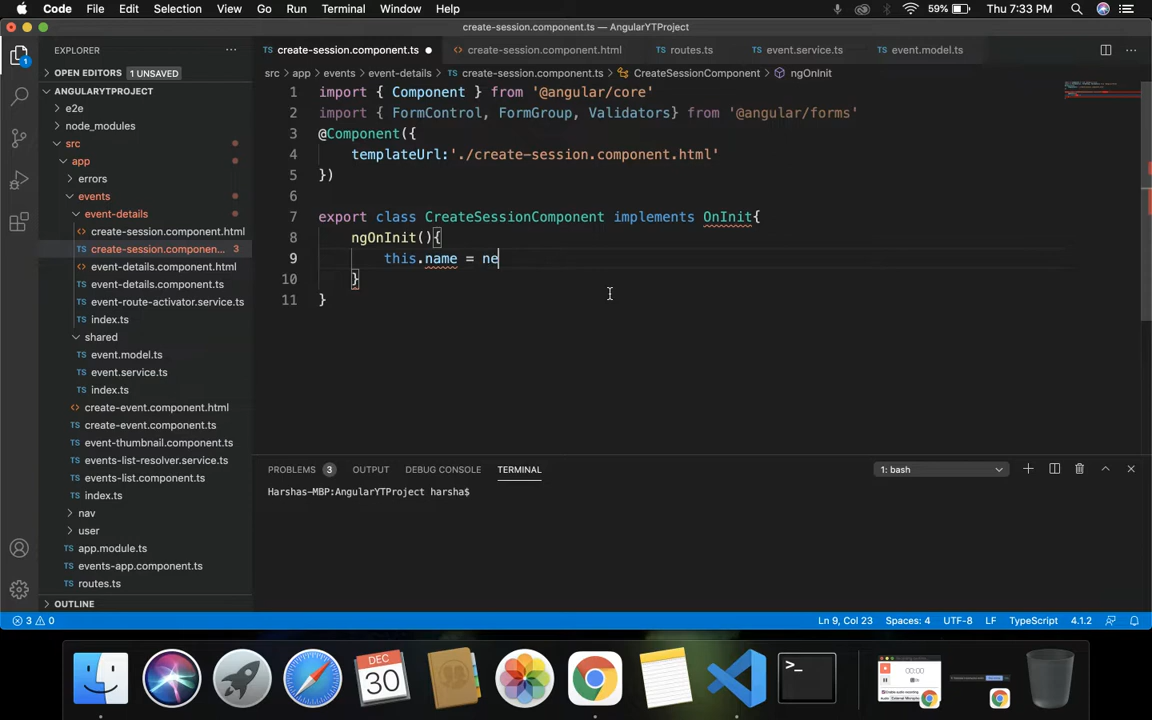 Code File Edit Selection View Go Run Terminal Window Help 59% Thu 7:33 PM
create-session.component.ts — AngularYTProject
EXPLORER
create-session.component.ts create-session.component.html routes.ts event.service.ts event.model.ts
OPEN EDITORS 1 UNSAVED
src > app > events > event-details > create-session.component.ts > CreateSessionComponent > ngOnInit
ANGULARYTPROJECT
e2e
node_modules
src
app
errors
events
event-details
create-session.component.html
create-session.componen... 3
event-details.component.html
event-details.component.ts
event-route-activator.service.ts
index.ts
shared
event.model.ts
event.service.ts
index.ts
create-event.component.html
create-event.component.ts
event-thumbnail.component.ts
events-list-resolver.service.ts
events-list.component.ts
index.ts
nav
user
app.module.ts
events-app.component.ts
routes.ts
OUTLINE
1 import { Component } from '@angular/core'
2 import { FormControl, FormGroup, Validators} from '@angular/forms'
3 @Component({
4 templateUrl:'./create-session.component.html'
5 })
6
7 export class CreateSessionComponent implements OnInit{
8 ngOnInit(){
9 this.name = ne
10 }
11 }
PROBLEMS 3 OUTPUT DEBUG CONSOLE TERMINAL 1: bash
Harshas-MBP:AngularYTProject harsha$
3 0 Ln 9, Col 23 Spaces: 4 UTF-8 LF TypeScript 4.1.2
DEC
30
00:00